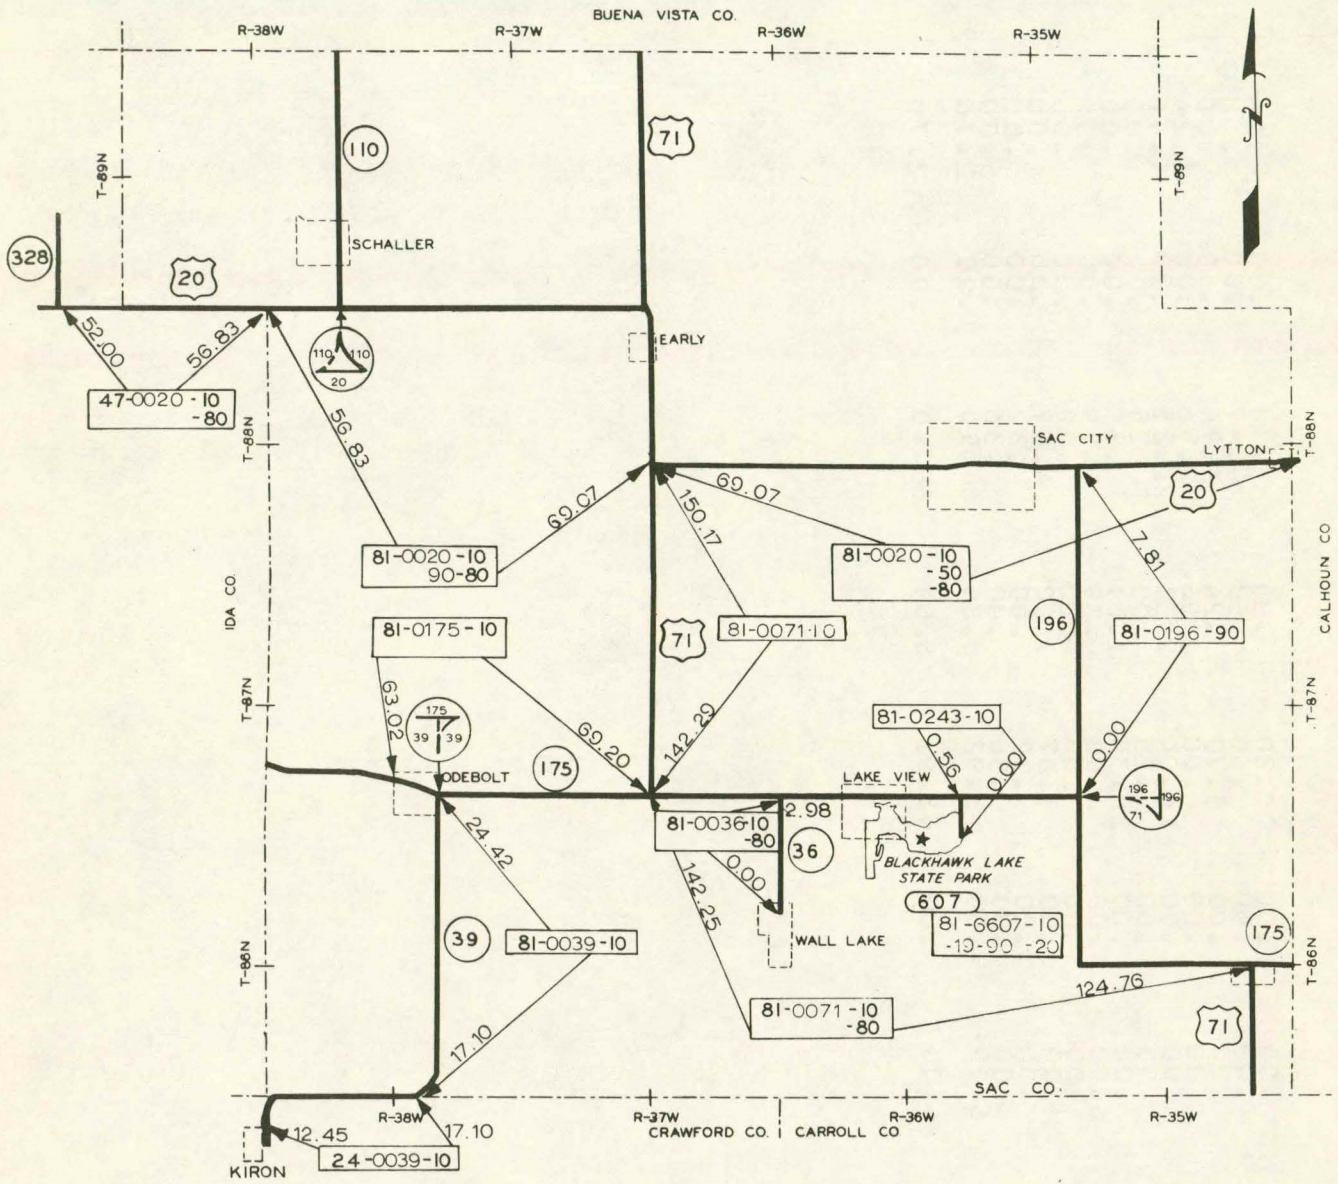 BUENA VISTA CO.
R-38W
R-37W
R-36W
R-35W
N
T-89N
T-89N
110
71
328
SCHALLER
20
52.00
56.83
110 110
20
EARLY
47-0020-10
-80
T-88N
56.83
SAC CITY
LYTTON
T-88N
20
69.07
150.17
69.07
7.81
81-0020-10
90-80
81-0020-10
-50
-80
IDA CO.
CALHOUN CO
81-0175-10
71
81-0071-10
196
81-0196-90
T-87N
T-87N
63.02
175
39 39
69.20
142.29
81-0243-10
0.56
0.00
0.00
ODEBOLT
175
LAKE VIEW
196
196
71
24.42
81-0036-10
-80
2.98
0.00
36
BLACKHAWK LAKE
STATE PARK
607
142.25
39
81-0039-10
WALL LAKE
81-6607-10
-19-90-20
175
T-86N
T-86N
124.76
81-0071-10
-80
71
17.10
SAC CO.
R-38W
R-37W
R-36W
R-35W
CRAWFORD CO.
CARROLL CO.
12.45
17.10
24-0039-10
KIRON